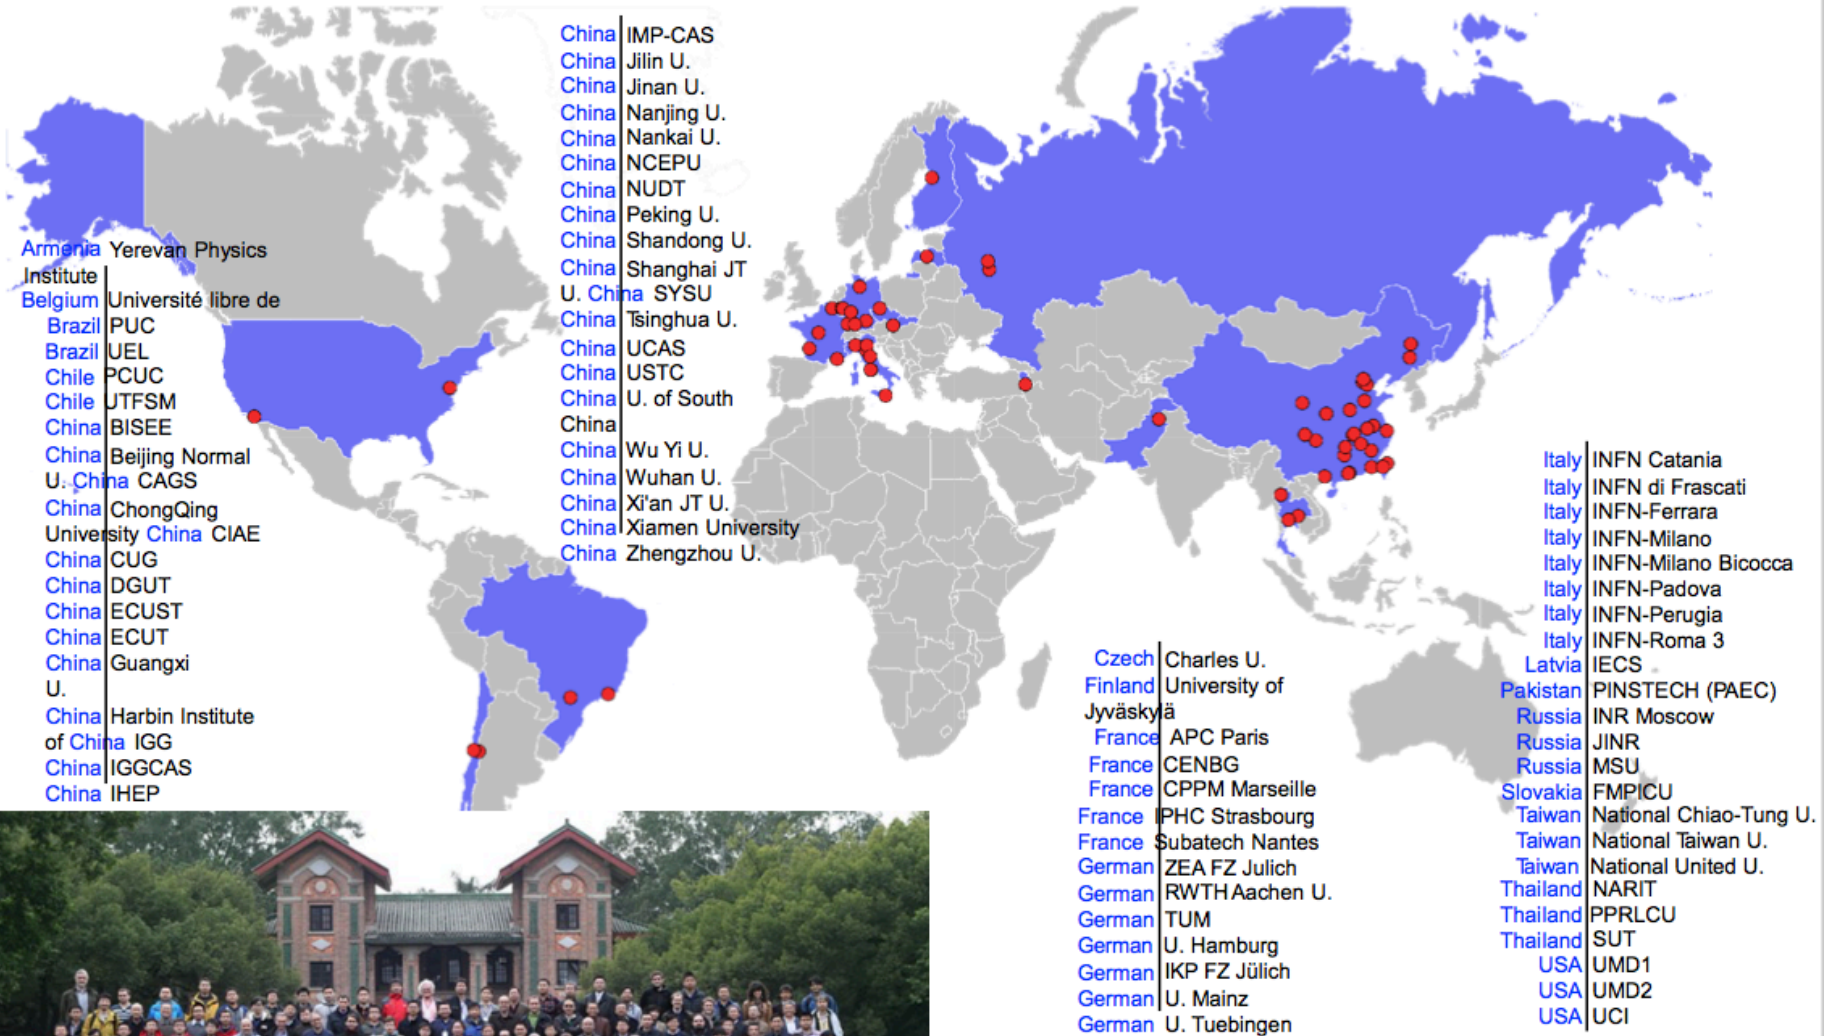 Armenia Yerevan Physics
Institute
Belgium Université libre de
Brazil PUC
Brazil UEL
Chile PCUC
Chile UTFSM
China BISEE
China Beijing Normal
U. China CAGS
China ChongQing
University China CIAE
China CUG
China DGUT
China ECUST
China ECUT
China Guangxi
U.
China Harbin Institute
of China IGG
China IGGCAS
China IHEP
China IMP-CAS
China Jilin U.
China Jinan U.
China Nanjing U.
China Nankai U.
China NCEPU
China NUDT
China Peking U.
China Shandong U.
China Shanghai JT
U. China SYSU
China Tsinghua U.
China UCAS
China USTC
China U. of South
China
China Wu Yi U.
China Wuhan U.
China Xi'an JT U.
China Xiamen University
China Zhengzhou U.
Czech Charles U.
Finland University of
Jyväskylä
France APC Paris
France CENBG
France CPPM Marseille
France IPHC Strasbourg
France Subatech Nantes
German ZEA FZ Julich
German RWTH Aachen U.
German TUM
German U. Hamburg
German IKP FZ Jülich
German U. Mainz
German U. Tuebingen
Italy INFN Catania
Italy INFN di Frascati
Italy INFN-Ferrara
Italy INFN-Milano
Italy INFN-Milano Bicocca
Italy INFN-Padova
Italy INFN-Perugia
Italy INFN-Roma 3
Latvia IECS
Pakistan PINSTECH (PAEC)
Russia INR Moscow
Russia JINR
Russia MSU
Slovakia FMPICU
Taiwan National Chiao-Tung U.
Taiwan National Taiwan U.
Taiwan National United U.
Thailand NARIT
Thailand PPRLCU
Thailand SUT
USA UMD1
USA UMD2
USA UCI